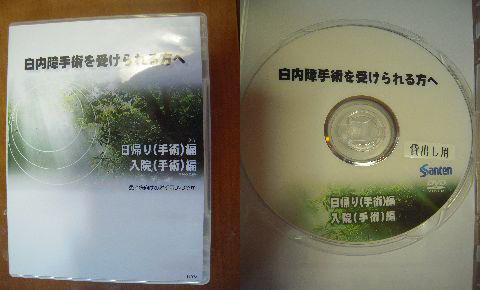 白内障手術を受けられる方へ
日帰り(手術)編
入院(手術)編
白内障手術を受けられる方へ
貸出し用
Santen
DVD
日帰り(手術)編
入院(手術)編